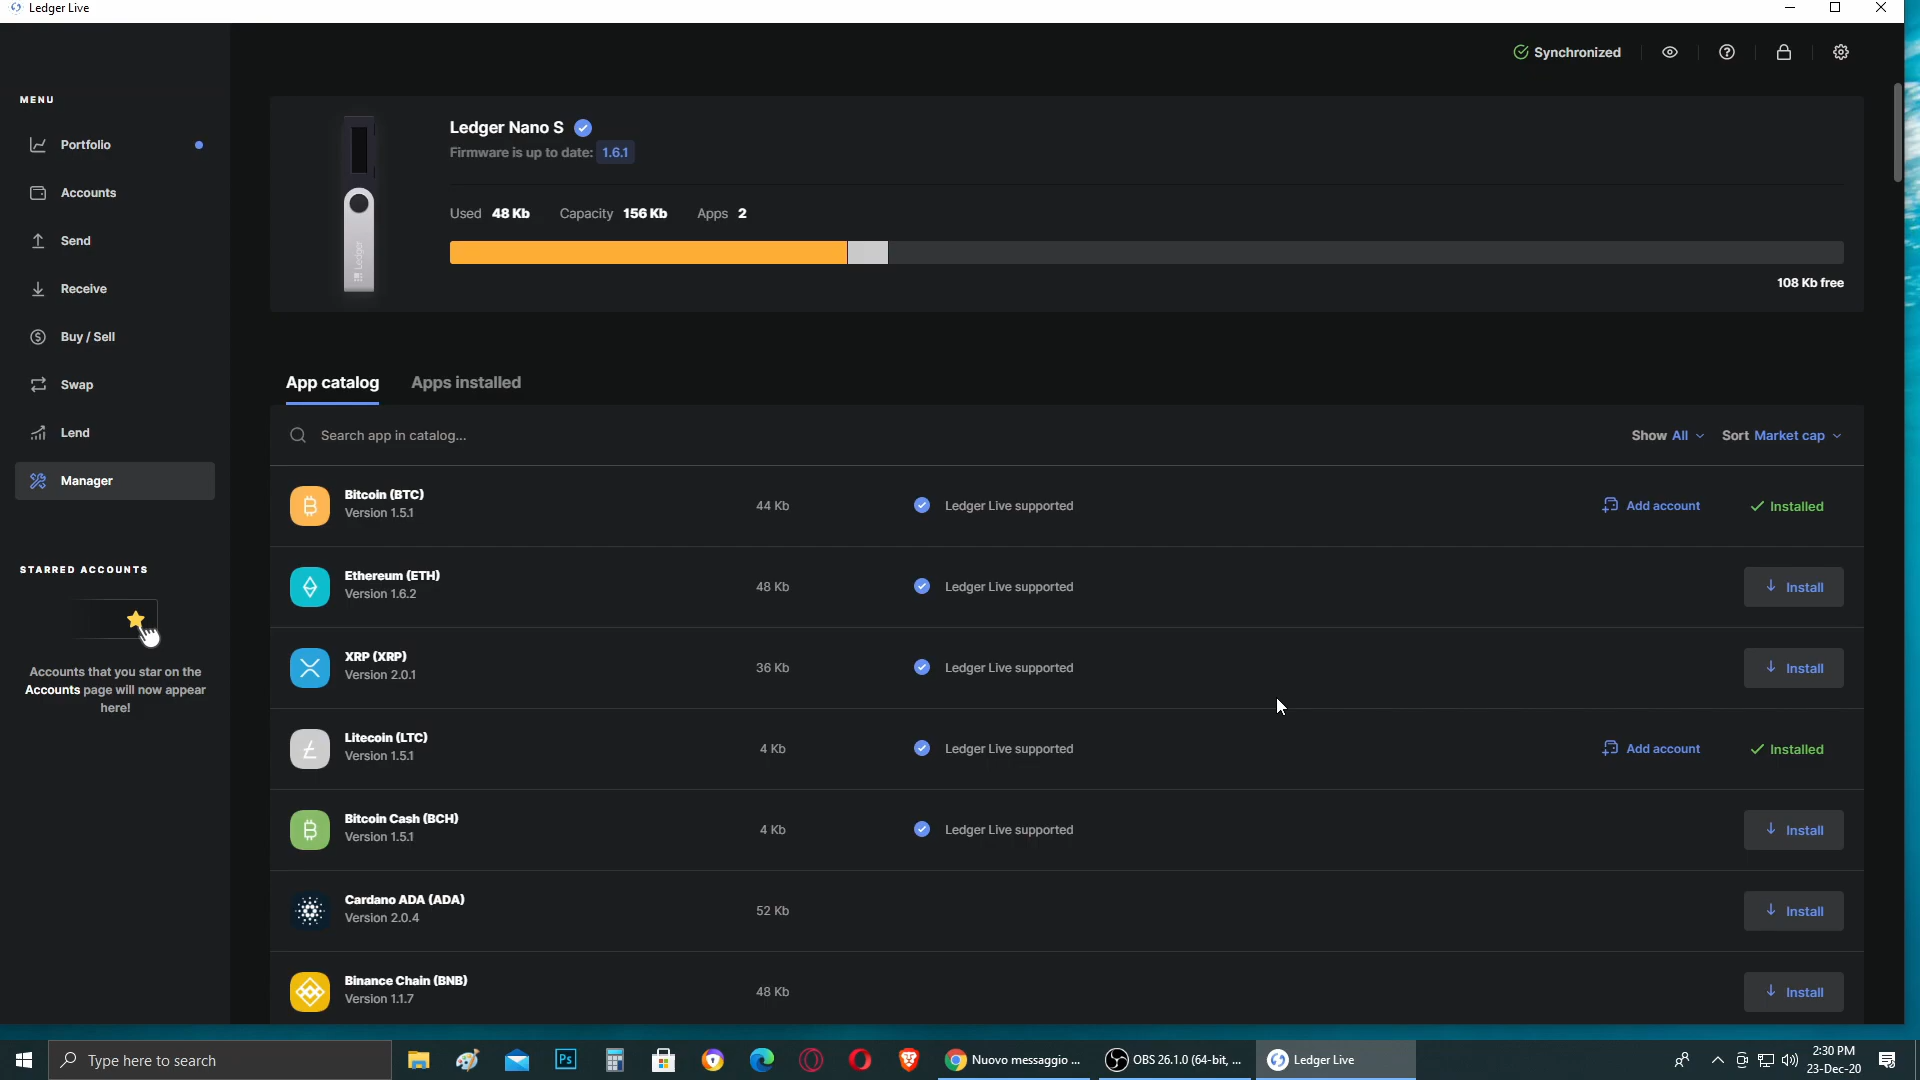 Ledger Live
Synchronized
MENU
Portfolio
Accounts
Send
Receive
Buy / Sell
Swap
Lend
Manager
STARRED ACCOUNTS
Accounts that you star on the
Accounts page will now appear
here!
Ledger
Ledger Nano S
Firmware is up to date: 1.6.1
Used 48 Kb Capacity 156 Kb Apps 2
108 Kb free
App catalog Apps installed
Search app in catalog...
Show All Sort Market cap
Bitcoin (BTC)
Version 1.5.1
44 Kb
Ledger Live supported
Add account
Installed
Ethereum (ETH)
Version 1.6.2
48 Kb
Ledger Live supported
Install
XRP (XRP)
Version 2.0.1
36 Kb
Ledger Live supported
Install
Litecoin (LTC)
Version 1.5.1
4 Kb
Ledger Live supported
Add account
Installed
Bitcoin Cash (BCH)
Version 1.5.1
4 Kb
Ledger Live supported
Install
Cardano ADA (ADA)
Version 2.0.4
52 Kb
Install
Binance Chain (BNB)
Version 1.1.7
48 Kb
Install
Type here to search
Ps
Nuovo messaggio ...
OBS 26.1.0 (64-bit, ...
Ledger Live
2:30 PM
23-Dec-20